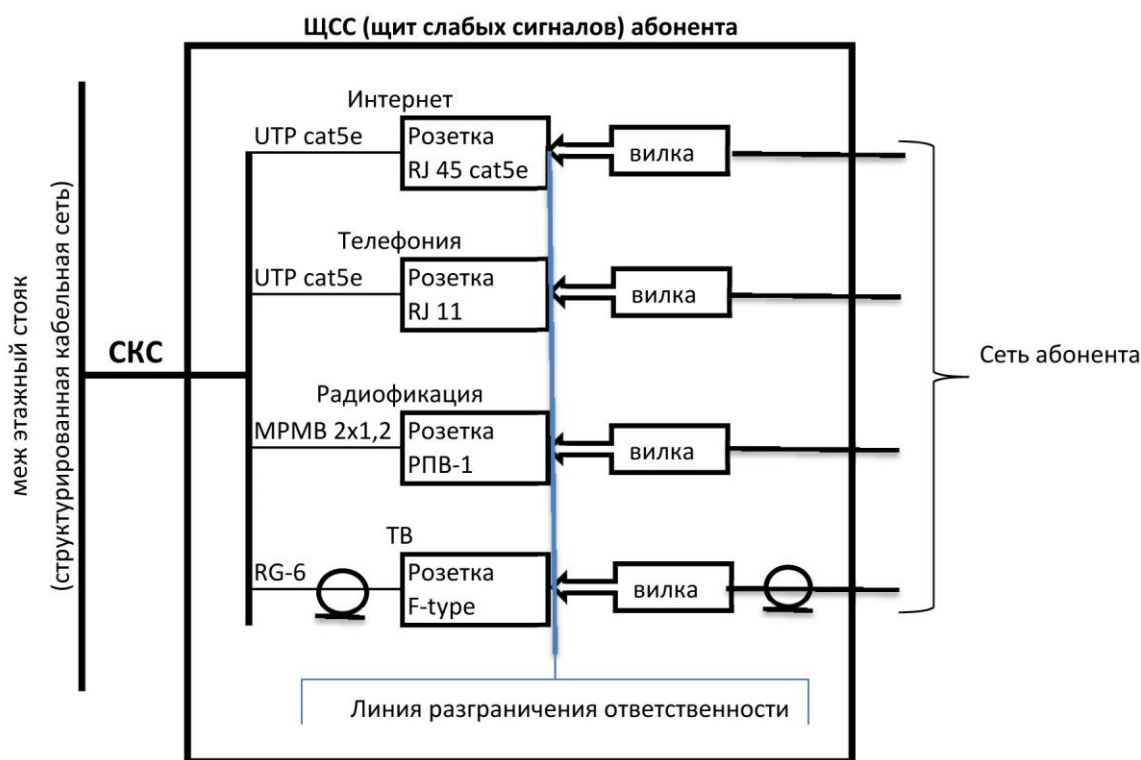 ЩСС (щит слабых сигналов) абонента
меж этажный стояк
(структурированная кабельная сеть)
СКС
Интернет
UTP cat5e
Розетка
RJ 45 cat5e
вилка
Телефония
UTP cat5e
Розетка
RJ 11
вилка
Сеть абонента
Радиофикация
МРМВ 2х1,2
Розетка
РПВ-1
вилка
ТВ
RG-6
Розетка
F-type
вилка
Линия разграничения ответственности